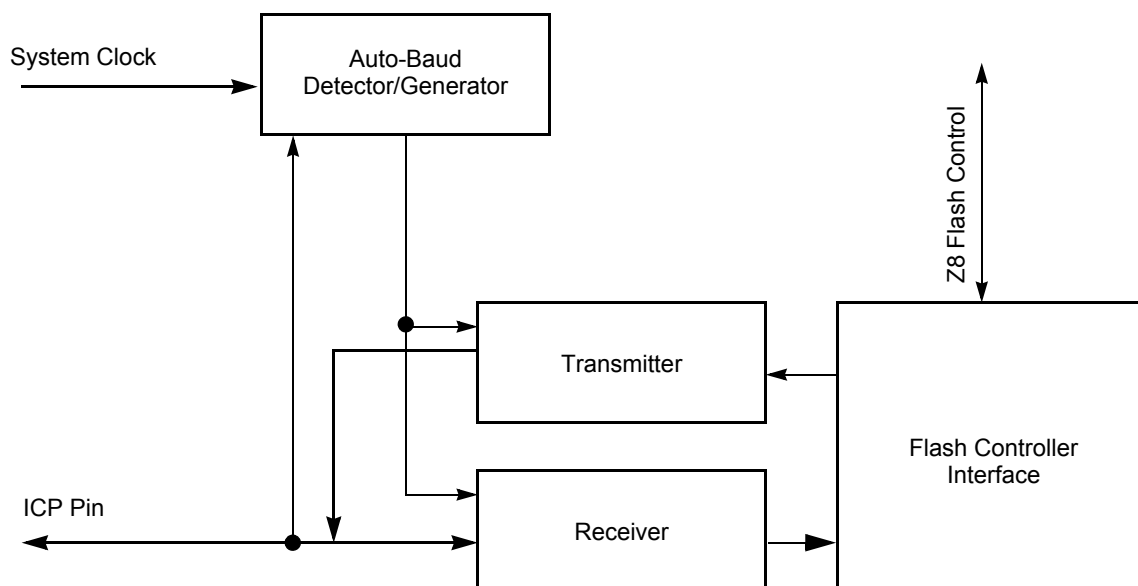 System Clock
Auto-Baud
Detector/Generator
Z8 Flash Control
Transmitter
Flash Controller
Interface
ICP Pin
Receiver